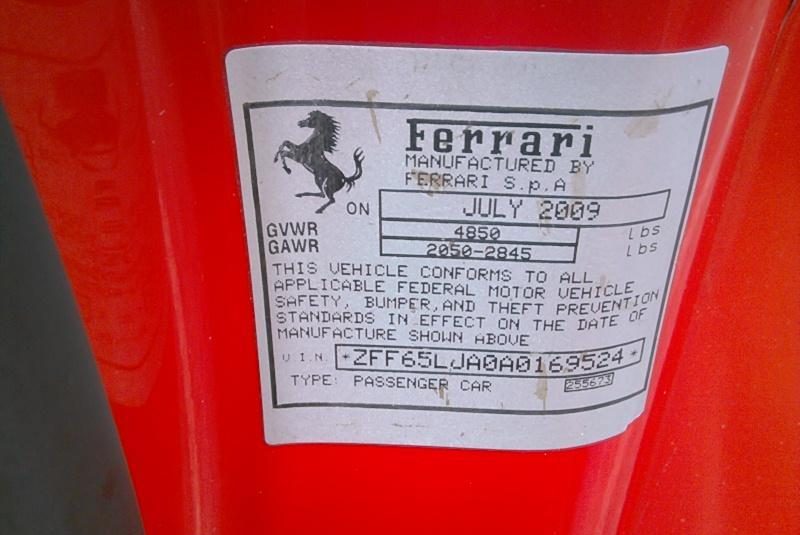 Ferrari
MANUFACTURED BY
FERRARI S.p.A
ON JULY 2009
GVWR 4850 Lbs
GAWR 2050-2845 Lbs
THIS VEHICLE CONFORMS TO ALL
APPLICABLE FEDERAL MOTOR VEHICLE
SAFETY, BUMPER,AND THEFT PREVENTION
STANDARDS IN EFFECT ON THE DATE OF
MANUFACTURE SHOWN ABOVE
V.I.N. *ZFF65LJA0A0169524*
TYPE: PASSENGER CAR 255673